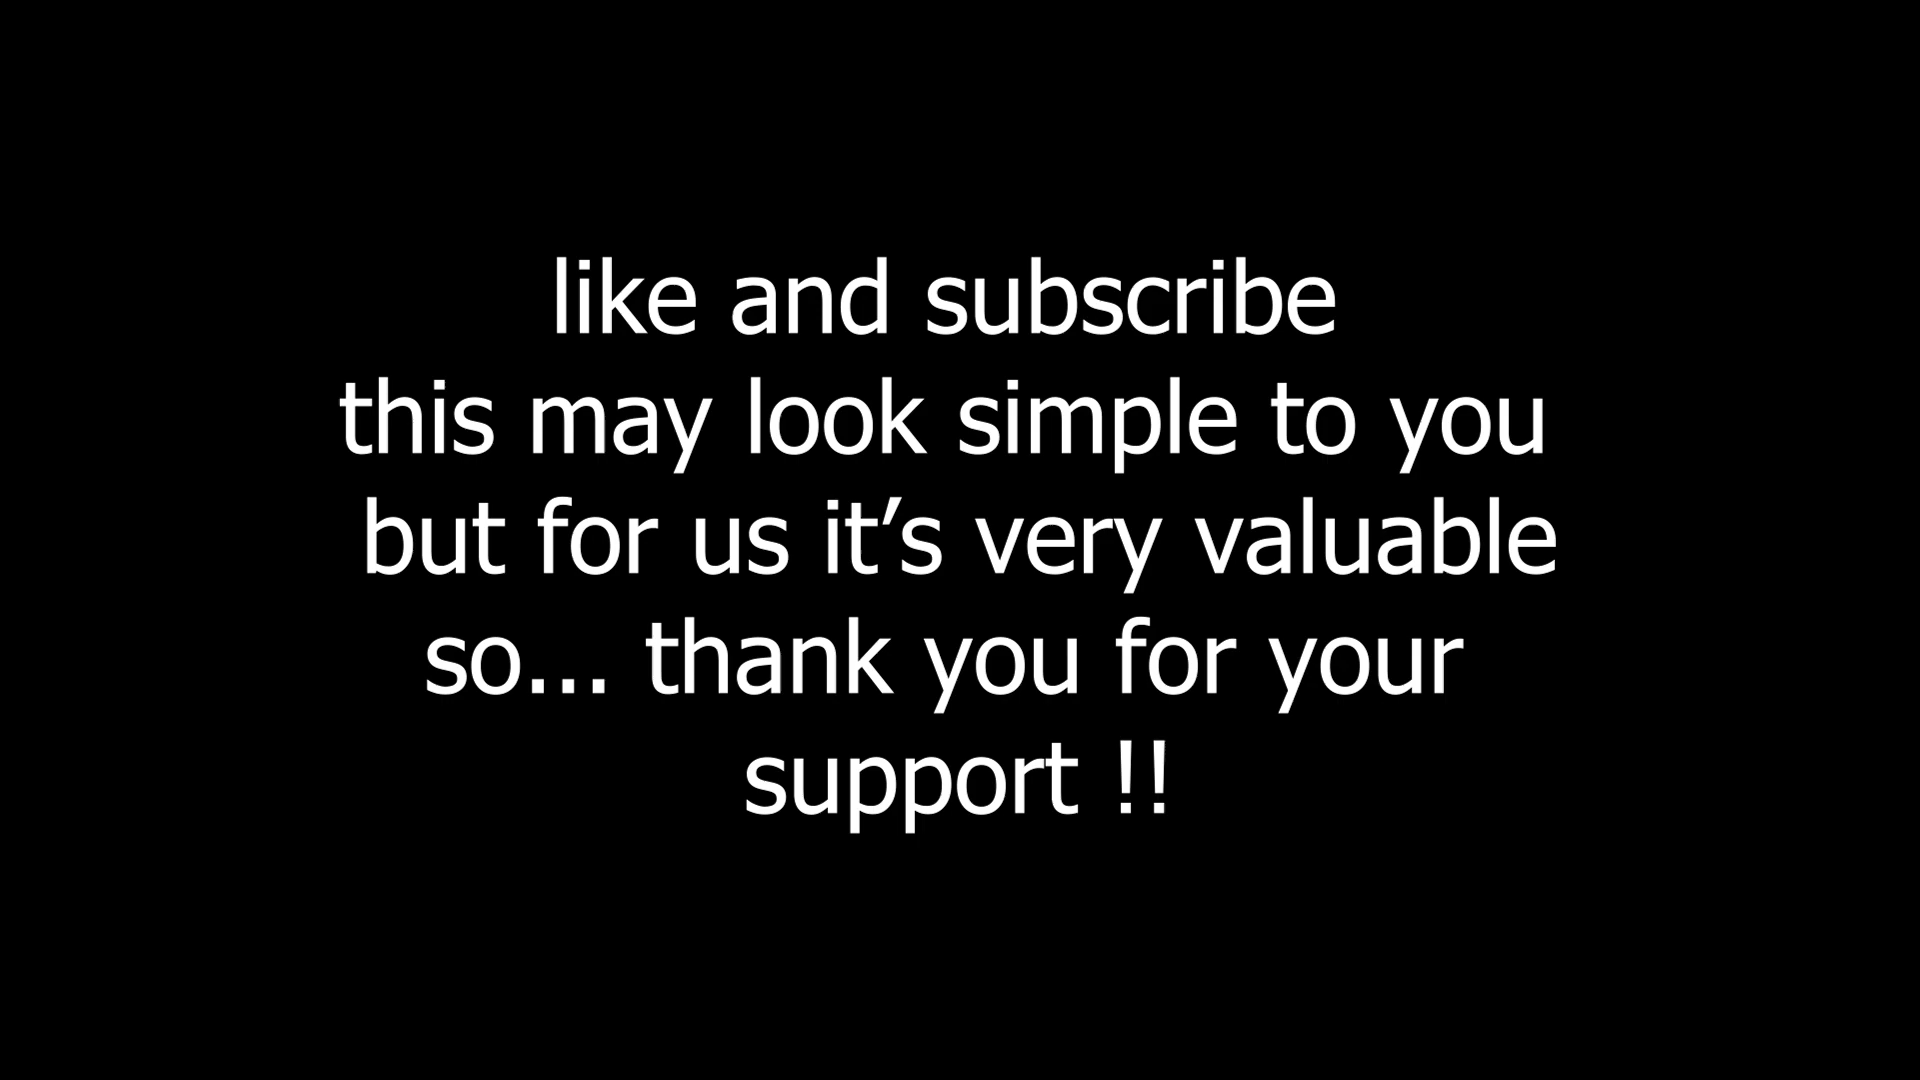 like and subscribe
this may look simple to you
but for us it’s very valuable
so... thank you for your
support !!